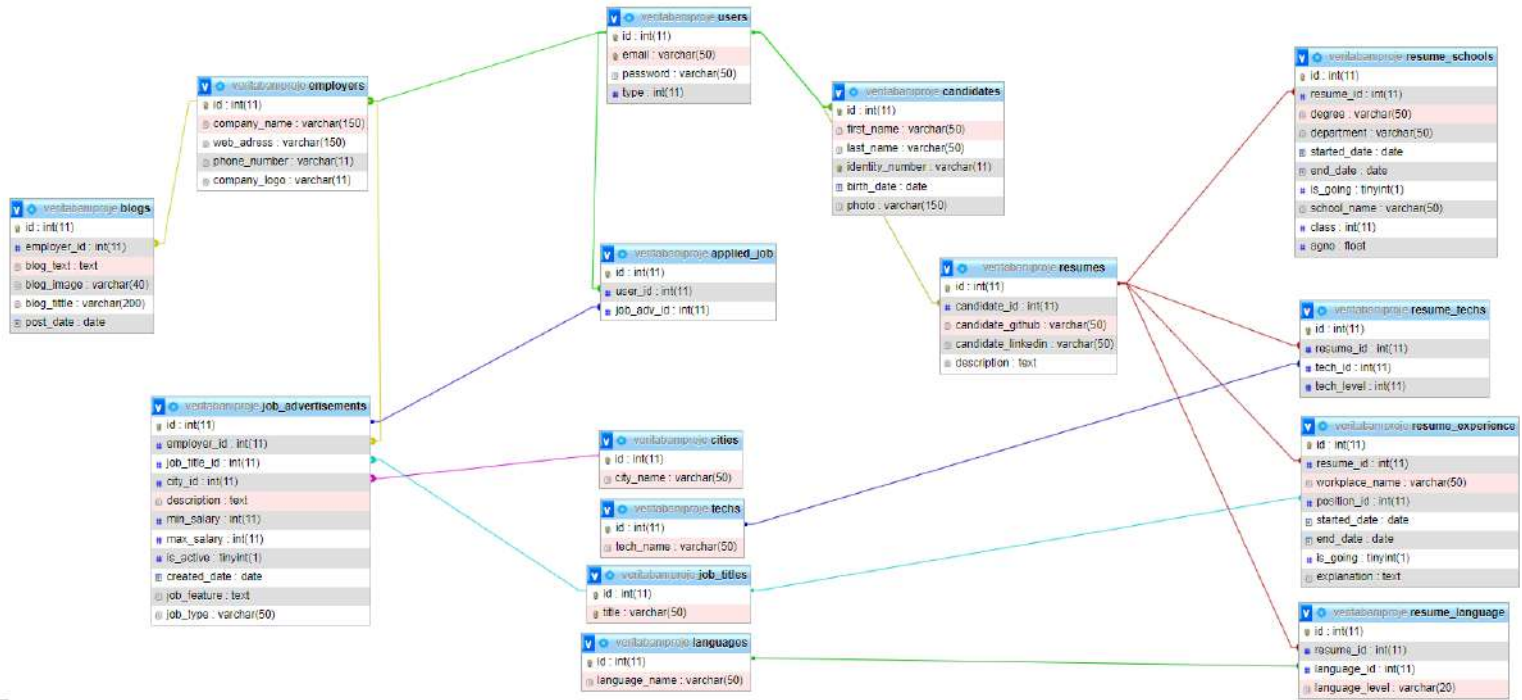 veritabaniproje users
id : int(11)
email : varchar(50)
password : varchar(50)
type : int(11)
veritabaniproje employers
id : int(11)
company_name : varchar(150)
web_adress : varchar(150)
phone_number : varchar(11)
company_logo : varchar(11)
veritabaniproje candidates
id : int(11)
first_name : varchar(50)
last_name : varchar(50)
identity_number : varchar(11)
birth_date : date
photo : varchar(150)
veritabaniproje resume_schools
id : int(11)
resume_id : int(11)
degree : varchar(50)
department : varchar(50)
started_date : date
end_date : date
is_going : tinyint(1)
school_name : varchar(50)
class : int(11)
agno : float
veritabaniproje blogs
id : int(11)
employer_id : int(11)
blog_text : text
blog_image : varchar(40)
blog_tittle : varchar(200)
post_date : date
veritabaniproje applied_job
id : int(11)
user_id : int(11)
job_adv_id : int(11)
veritabaniproje resumes
id : int(11)
candidate_id : int(11)
candidate_github : varchar(50)
candidate_linkedin : varchar(50)
description : text
veritabaniproje resume_techs
id : int(11)
resume_id : int(11)
tech_id : int(11)
tech_level : int(11)
veritabaniproje job_advertisements
id : int(11)
employer_id : int(11)
job_title_id : int(11)
city_id : int(11)
description : text
min_salary : int(11)
max_salary : int(11)
is_active : tinyint(1)
created_date : date
job_feature : text
job_type : varchar(50)
veritabaniproje cities
id : int(11)
city_name : varchar(50)
veritabaniproje techs
id : int(11)
tech_name : varchar(50)
veritabaniproje job_titles
id : int(11)
title : varchar(50)
veritabaniproje languages
id : int(11)
language_name : varchar(50)
veritabaniproje resume_experience
id : int(11)
resume_id : int(11)
workplace_name : varchar(50)
position_id : int(11)
started_date : date
end_date : date
is_going : tinyint(1)
explanation : text
veritabaniproje resume_language
id : int(11)
resume_id : int(11)
language_id : int(11)
language_level : varchar(20)